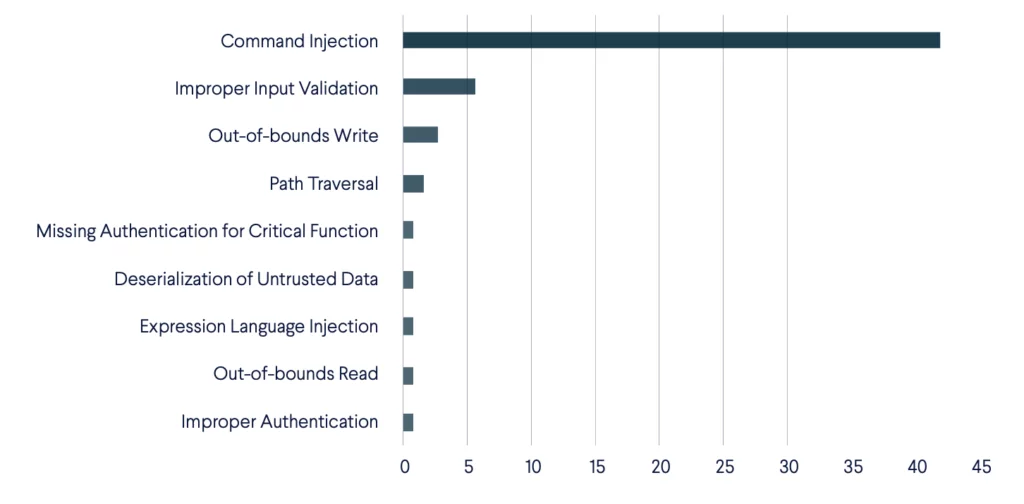 Command Injection
Improper Input Validation
Out-of-bounds Write
Path Traversal
Missing Authentication for Critical Function
Deserialization of Untrusted Data
Expression Language Injection
Out-of-bounds Read
Improper Authentication
0 5 10 15 20 25 30 35 40 45